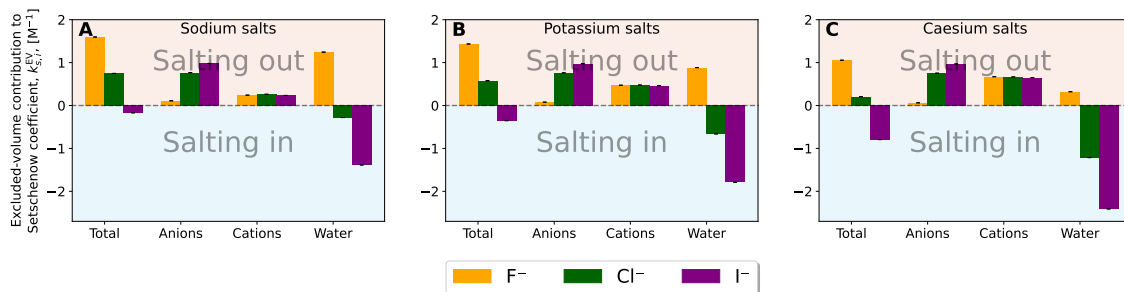 Excluded-volume contribution to
Setschenow coefficient, k_{s,i}^{EV}, [M⁻¹]
A
Sodium salts
Salting out
Salting in
2
1
0
−1
−2
Total
Anions
Cations
Water
B
Potassium salts
Salting out
Salting in
2
1
0
−1
−2
Total
Anions
Cations
Water
C
Caesium salts
Salting out
Salting in
2
1
0
−1
−2
Total
Anions
Cations
Water
F⁻
Cl⁻
I⁻